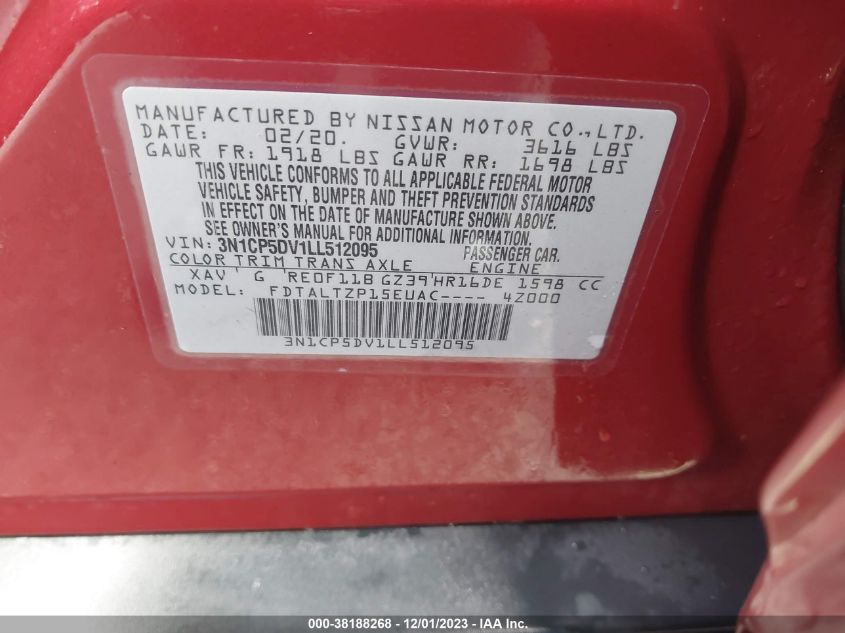 MANUFACTURED BY NISSAN MOTOR CO.,LTD.
DATE: 02/20. GVWR: 3616 LBS
GAWR FR: 1918 LBS GAWR RR: 1698 LBS
THIS VEHICLE CONFORMS TO ALL APPLICABLE FEDERAL MOTOR
VEHICLE SAFETY, BUMPER AND THEFT PREVENTION STANDARDS
IN EFFECT ON THE DATE OF MANUFACTURE SHOWN ABOVE.
SEE OWNER'S MANUAL FOR ADDITIONAL INFORMATION.
VIN: 3N1CP5DV1LL512095 PASSENGER CAR.
COLOR TRIM TRANS AXLE ENGINE
XAV G RE0F11B GZ39 HR16DE 1598 CC
MODEL: FDTALTZP15EUAC---- 4Z000
3N1CP5DV1LL512095
000-38188268 - 12/01/2023 - IAA Inc.